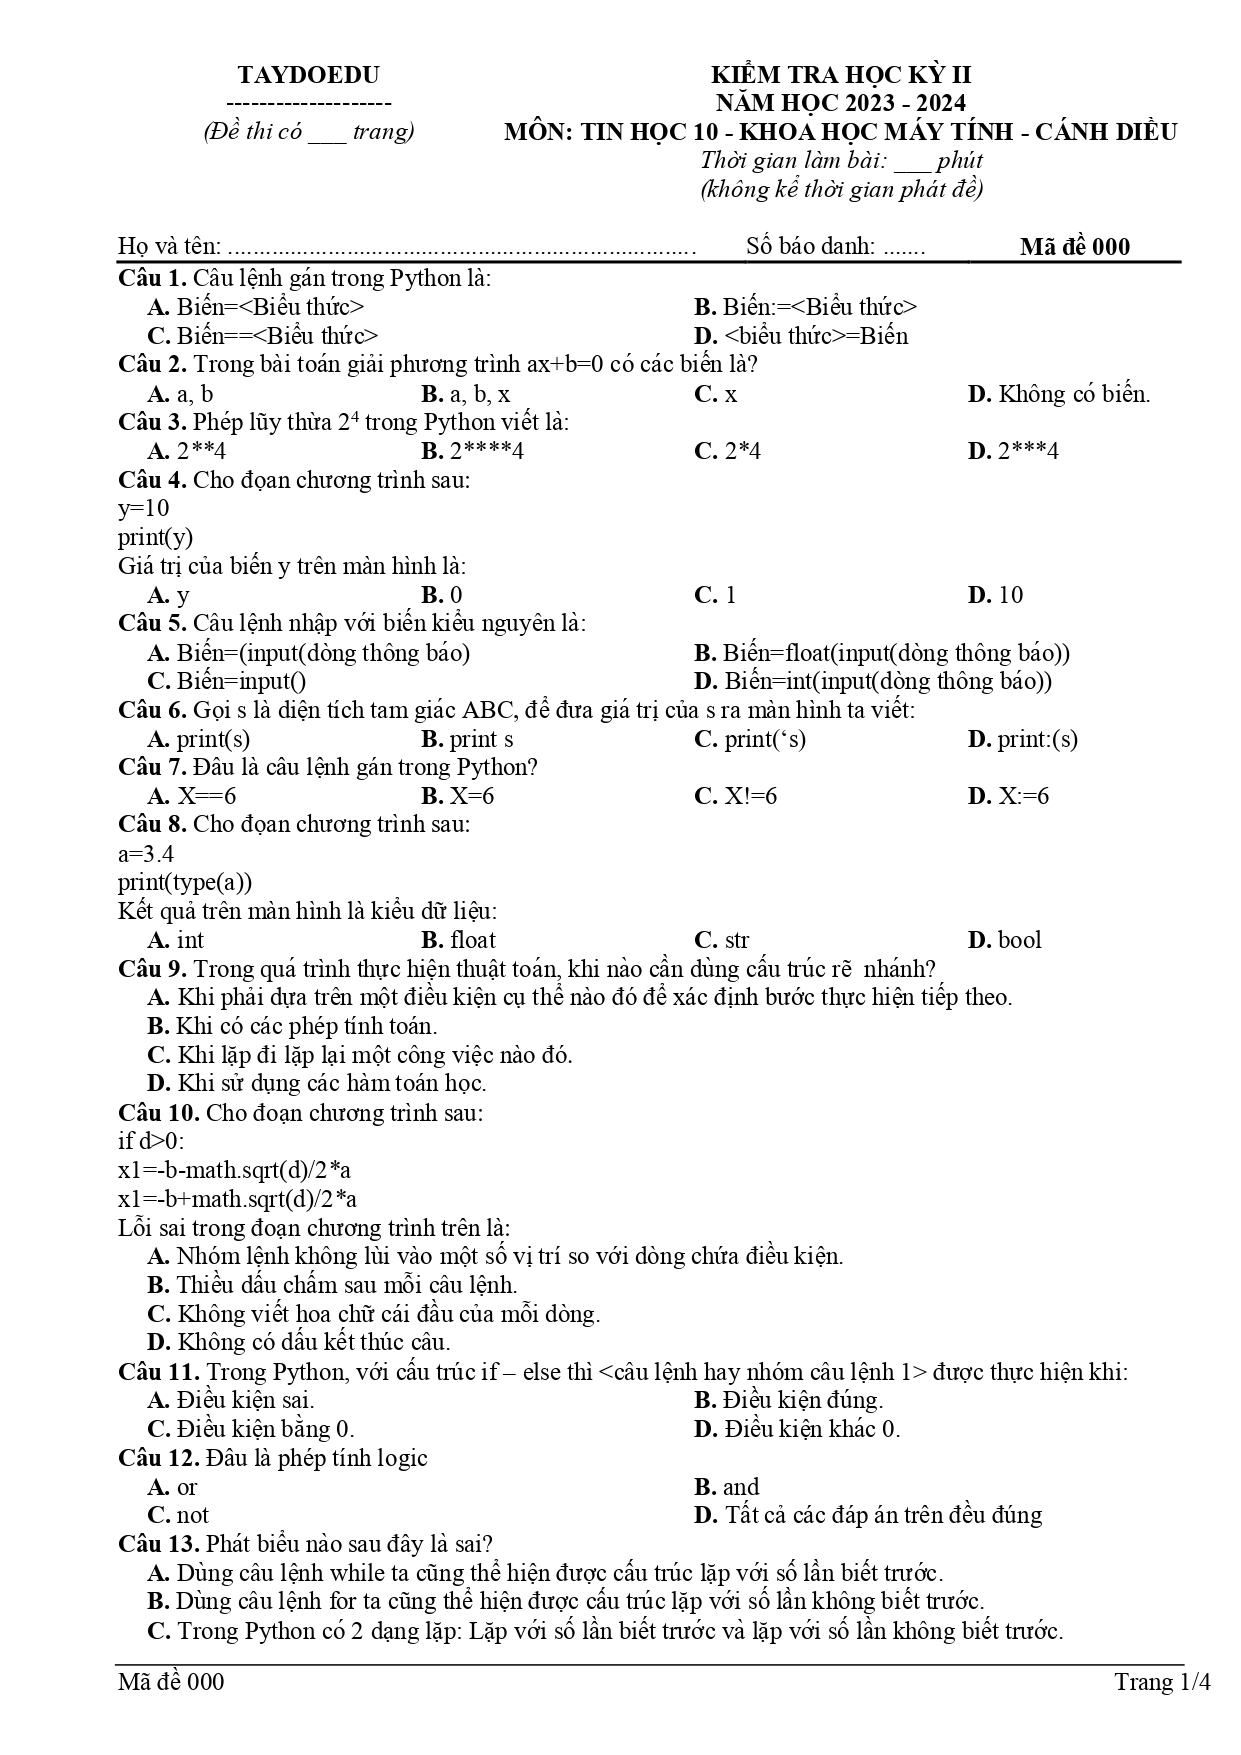 TAYDOEDU
--------------------
(Đề thi có ___ trang)
KIỂM TRA HỌC KỲ II
NĂM HỌC 2023 - 2024
MÔN: TIN HỌC 10 - KHOA HỌC MÁY TÍNH - CÁNH DIỀU
Thời gian làm bài: ___ phút
(không kể thời gian phát đề)
Họ và tên: ........................................................................... Số báo danh: ....... Mã đề 000
Câu 1. Câu lệnh gán trong Python là:
A. Biến=<Biểu thức> B. Biến:=<Biểu thức>
C. Biến==<Biểu thức> D. <biểu thức>=Biến
Câu 2. Trong bài toán giải phương trình ax+b=0 có các biến là?
A. a, b B. a, b, x C. x D. Không có biến.
Câu 3. Phép lũy thừa 2⁴ trong Python viết là:
A. 2**4 B. 2****4 C. 2*4 D. 2***4
Câu 4. Cho đọan chương trình sau:
y=10
print(y)
Giá trị của biến y trên màn hình là:
A. y B. 0 C. 1 D. 10
Câu 5. Câu lệnh nhập với biến kiểu nguyên là:
A. Biến=(input(dòng thông báo) B. Biến=float(input(dòng thông báo))
C. Biến=input() D. Biến=int(input(dòng thông báo))
Câu 6. Gọi s là diện tích tam giác ABC, để đưa giá trị của s ra màn hình ta viết:
A. print(s) B. print s C. print(‘s) D. print:(s)
Câu 7. Đâu là câu lệnh gán trong Python?
A. X==6 B. X=6 C. X!=6 D. X:=6
Câu 8. Cho đọan chương trình sau:
a=3.4
print(type(a))
Kết quả trên màn hình là kiểu dữ liệu:
A. int B. float C. str D. bool
Câu 9. Trong quá trình thực hiện thuật toán, khi nào cần dùng cấu trúc rẽ nhánh?
A. Khi phải dựa trên một điều kiện cụ thể nào đó để xác định bước thực hiện tiếp theo.
B. Khi có các phép tính toán.
C. Khi lặp đi lặp lại một công việc nào đó.
D. Khi sử dụng các hàm toán học.
Câu 10. Cho đoạn chương trình sau:
if d>0:
x1=-b-math.sqrt(d)/2*a
x1=-b+math.sqrt(d)/2*a
Lỗi sai trong đoạn chương trình trên là:
A. Nhóm lệnh không lùi vào một số vị trí so với dòng chứa điều kiện.
B. Thiều dấu chấm sau mỗi câu lệnh.
C. Không viết hoa chữ cái đầu của mỗi dòng.
D. Không có dấu kết thúc câu.
Câu 11. Trong Python, với cấu trúc if – else thì <câu lệnh hay nhóm câu lệnh 1> được thực hiện khi:
A. Điều kiện sai. B. Điều kiện đúng.
C. Điều kiện bằng 0. D. Điều kiện khác 0.
Câu 12. Đâu là phép tính logic
A. or B. and
C. not D. Tất cả các đáp án trên đều đúng
Câu 13. Phát biểu nào sau đây là sai?
A. Dùng câu lệnh while ta cũng thể hiện được cấu trúc lặp với số lần biết trước.
B. Dùng câu lệnh for ta cũng thể hiện được cấu trúc lặp với số lần không biết trước.
C. Trong Python có 2 dạng lặp: Lặp với số lần biết trước và lặp với số lần không biết trước.
Mã đề 000 Trang 1/4